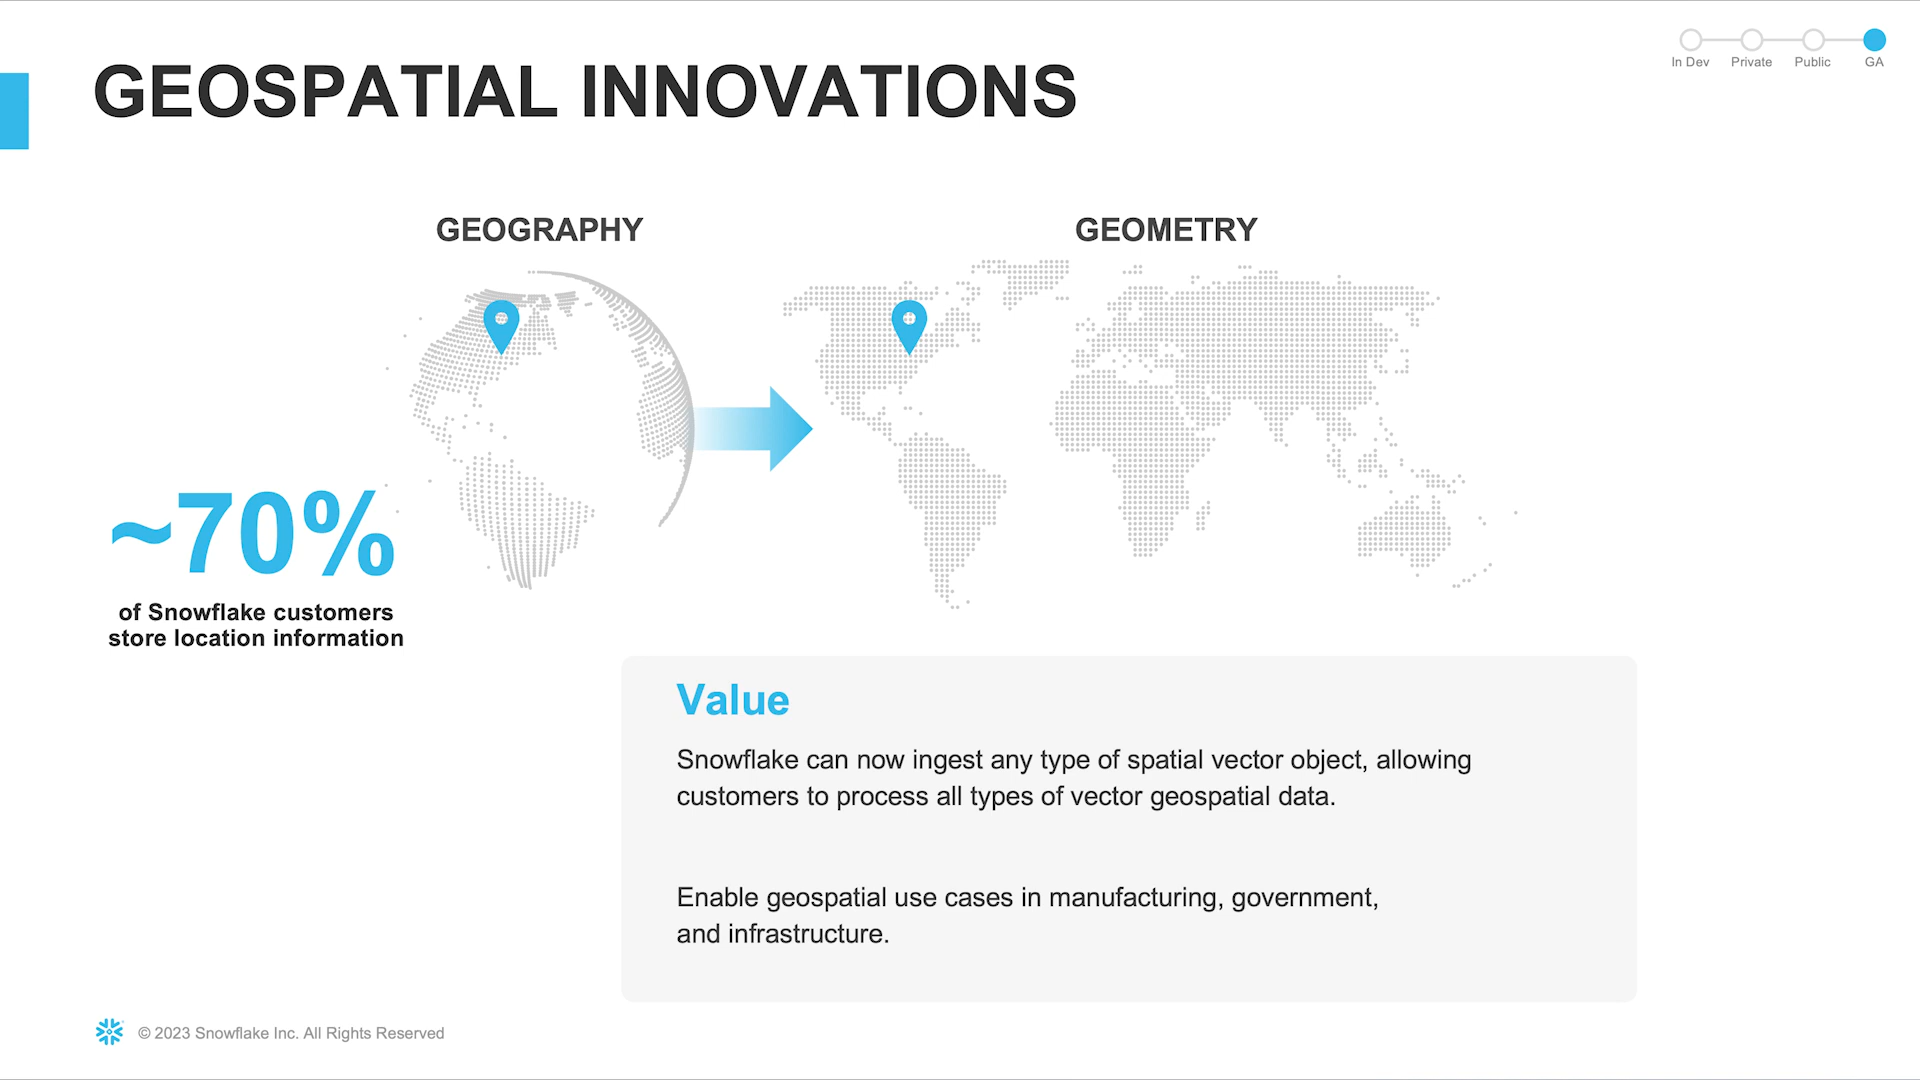 In Dev Private Public GA
GEOSPATIAL INNOVATIONS
GEOGRAPHY
GEOMETRY
~70%
of Snowflake customers
store location information
Value
Snowflake can now ingest any type of spatial vector object, allowing
customers to process all types of vector geospatial data.
Enable geospatial use cases in manufacturing, government,
and infrastructure.
© 2023 Snowflake Inc. All Rights Reserved